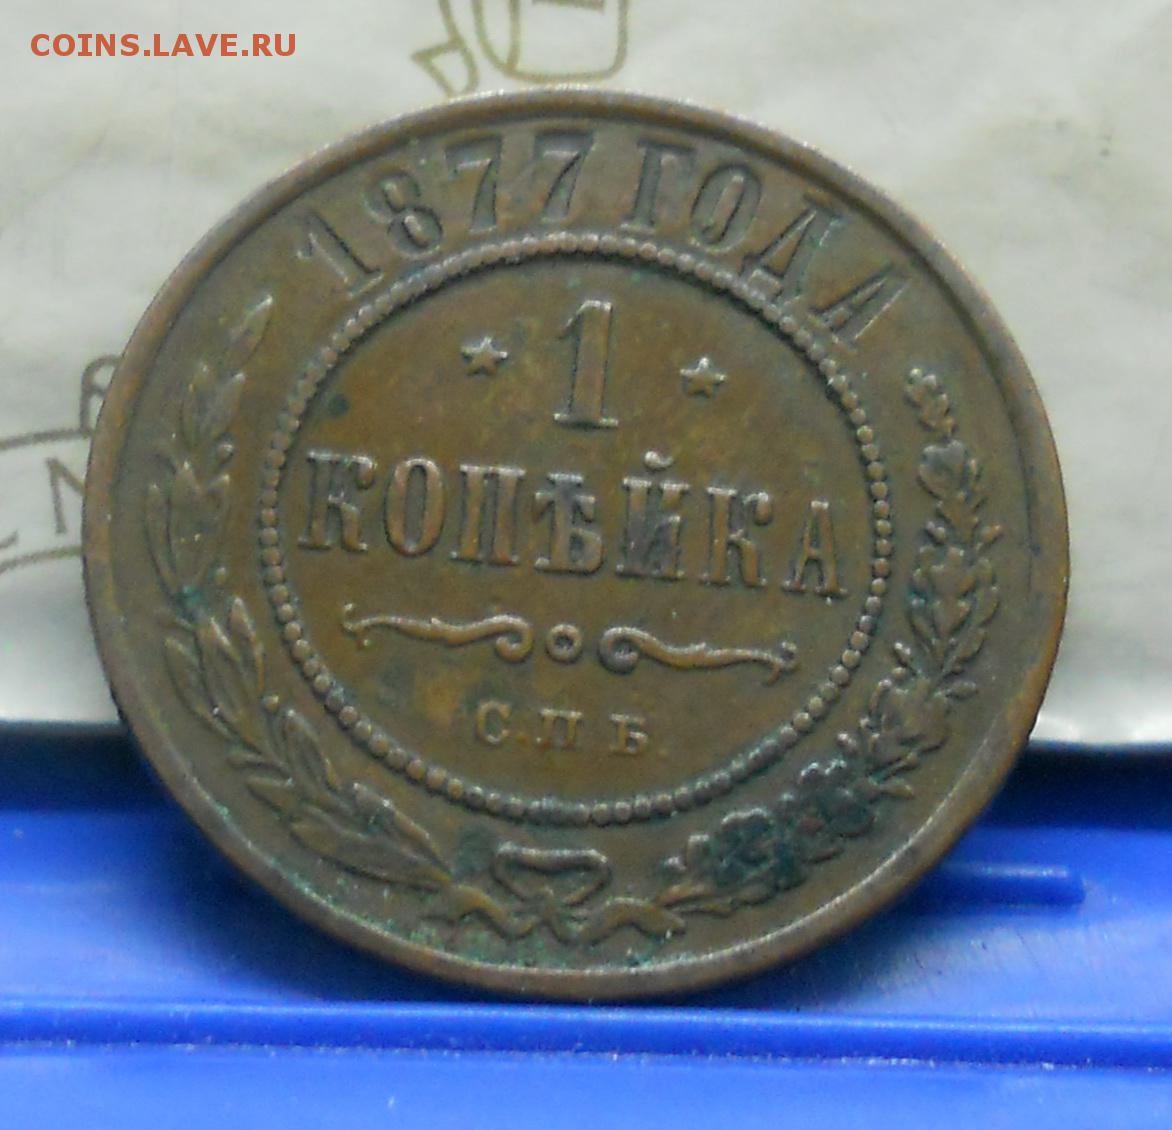 COINS.LAVE.RU
1877 ГОДА
1
КОПѢЙКА
С.П.Б.